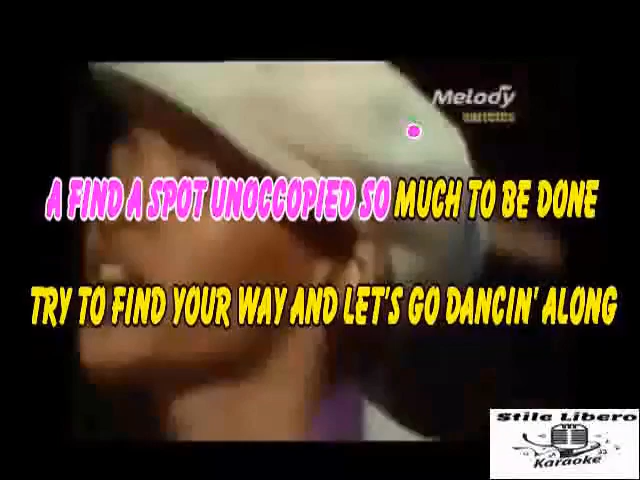 Melody
A FIND A SPOT UNOCCOPIED SO MUCH TO BE DONE
TRY TO FIND YOUR WAY AND LET'S GO DANCIN' ALONG
Stile Libero
Karaoke